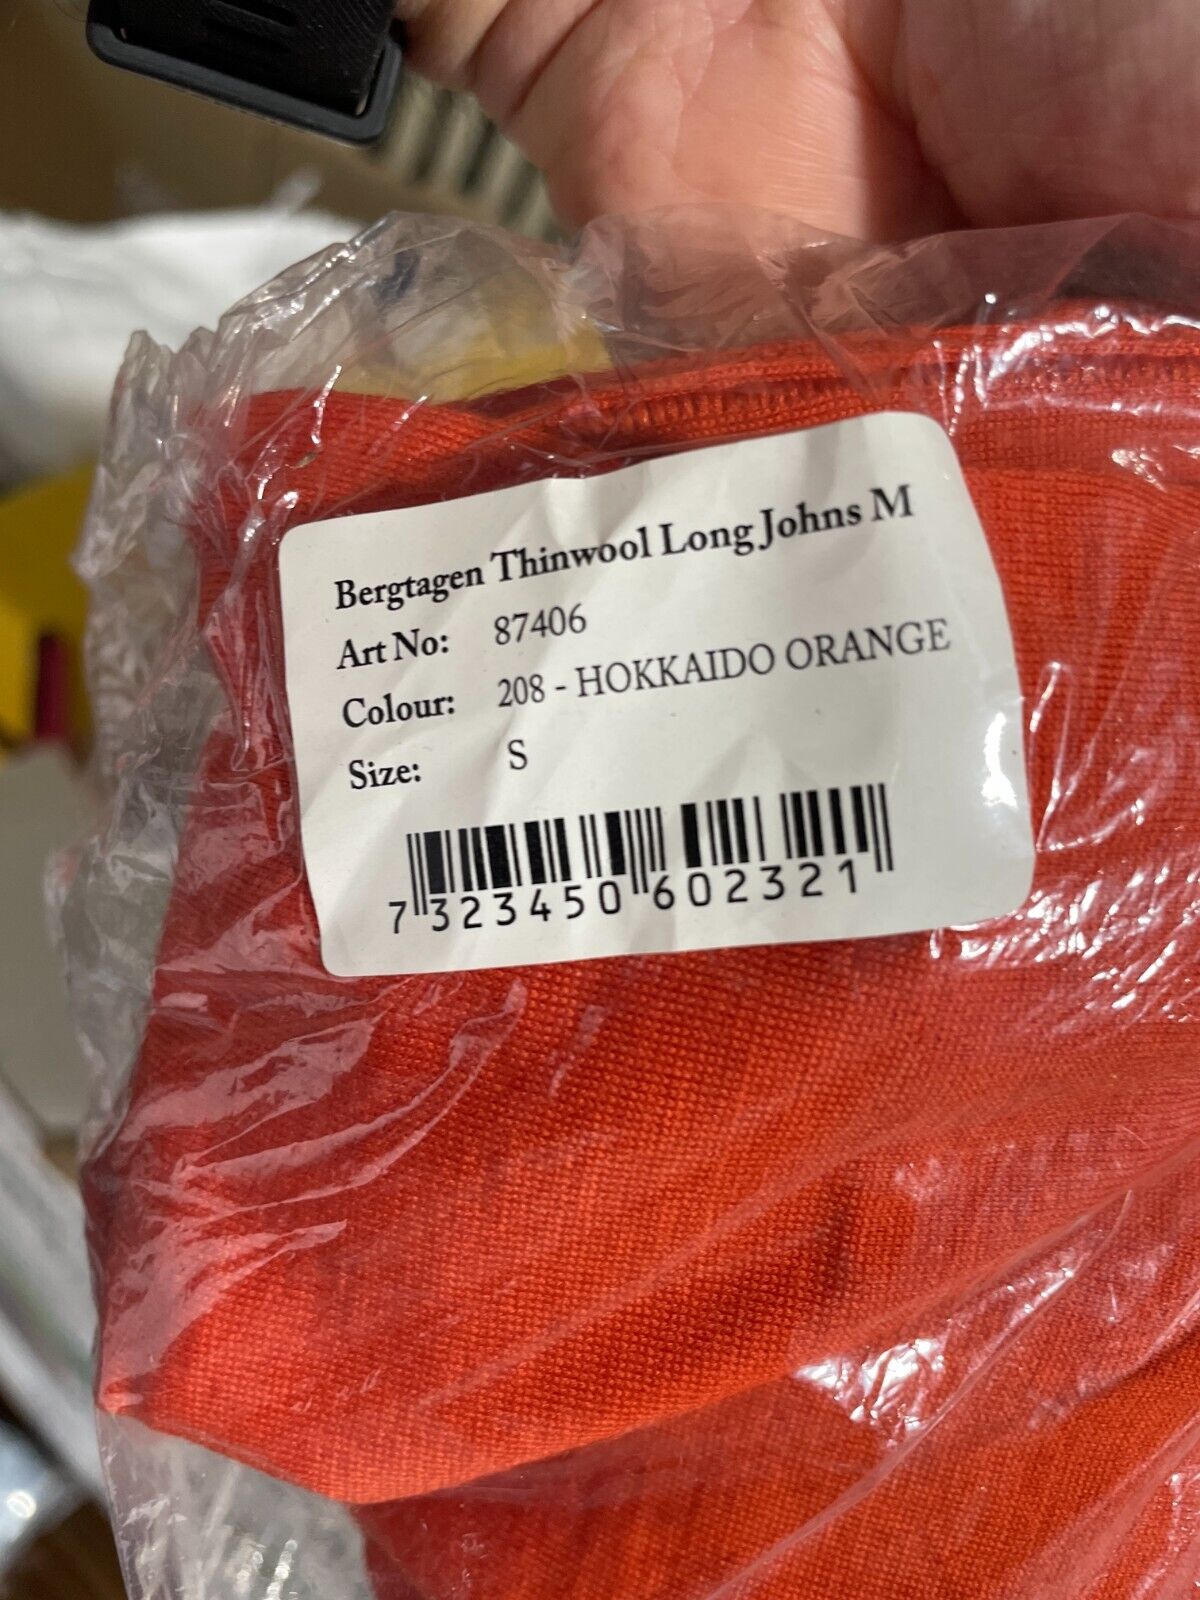 Bergtagen Thinwool Long Johns M
Art No: 87406
Colour: 208 - HOKKAIDO ORANGE
Size: S
7 323450 602321